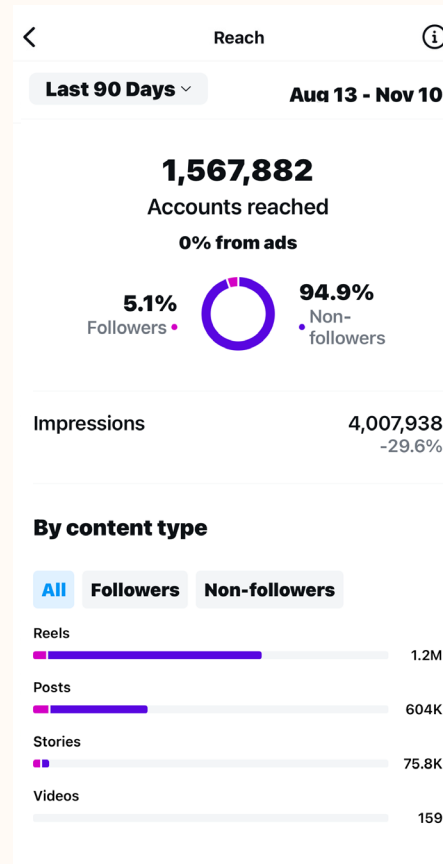 Reach
Last 90 Days
Aug 13 - Nov 10
1,567,882
Accounts reached
0% from ads
5.1%
Followers
94.9%
Non-
followers
Impressions
4,007,938
-29.6%
By content type
All
Followers
Non-followers
Reels
1.2M
Posts
604K
Stories
75.8K
Videos
159